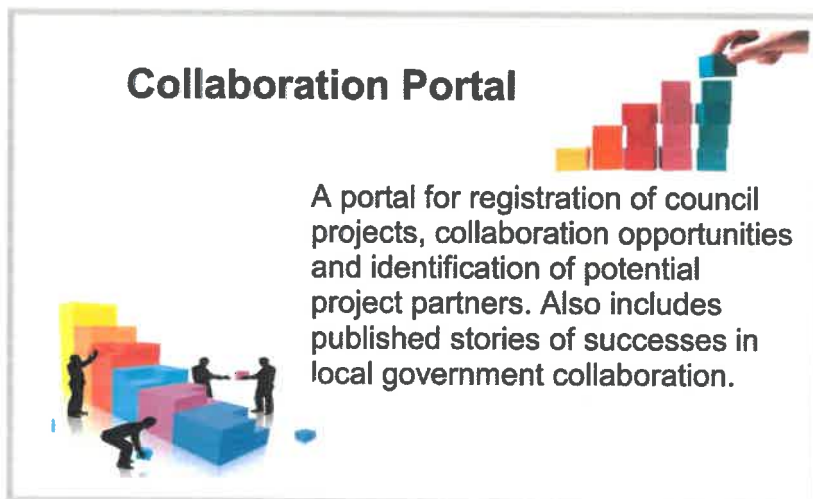 Collaboration Portal
A portal for registration of council
projects, collaboration opportunities
and identification of potential
project partners. Also includes
published stories of successes in
local government collaboration.